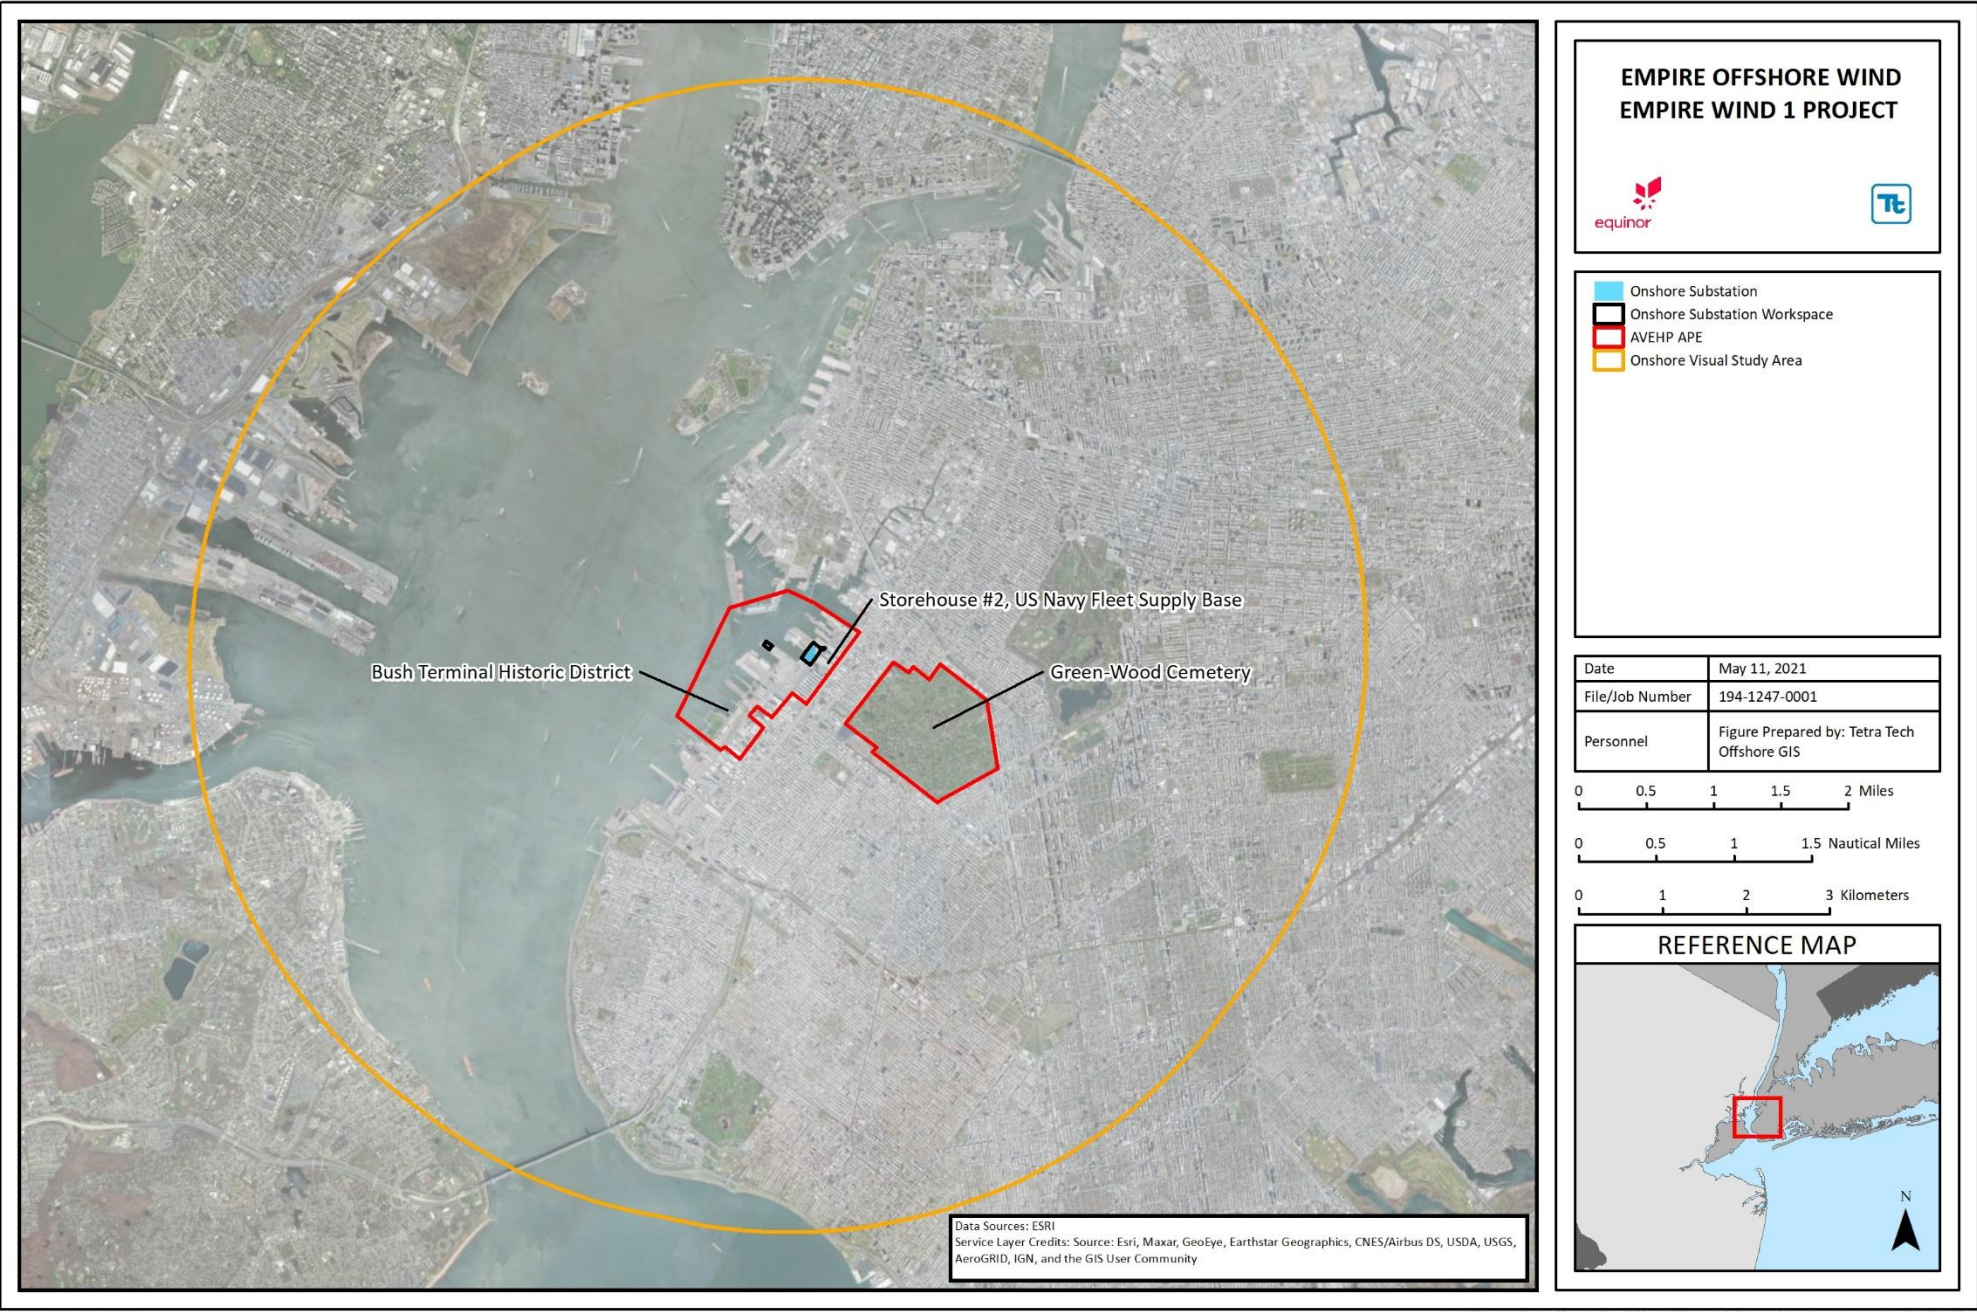 EMPIRE OFFSHORE WIND
EMPIRE WIND 1 PROJECT
equinor
Tt
Onshore Substation
Onshore Substation Workspace
AVEHP APE
Onshore Visual Study Area
Storehouse #2, US Navy Fleet Supply Base
Bush Terminal Historic District
Green-Wood Cemetery
Date May 11, 2021
File/Job Number 194-1247-0001
Personnel Figure Prepared by: Tetra Tech
Offshore GIS
0 0.5 1 1.5 2 Miles
0 0.5 1 1.5 Nautical Miles
0 1 2 3 Kilometers
REFERENCE MAP
N
Data Sources: ESRI
Service Layer Credits: Source: Esri, Maxar, GeoEye, Earthstar Geographics, CNES/Airbus DS, USDA, USGS,
AeroGRID, IGN, and the GIS User Community